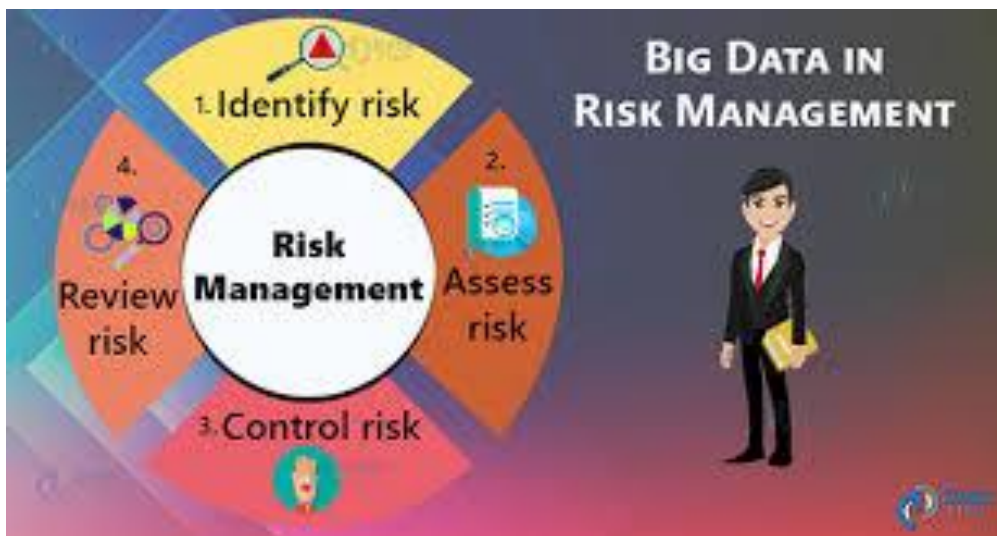 BIG DATA IN
RISK MANAGEMENT
1. Identify risk
2.
Assess
risk
3. Control risk
4.
Review
risk
Risk
Management